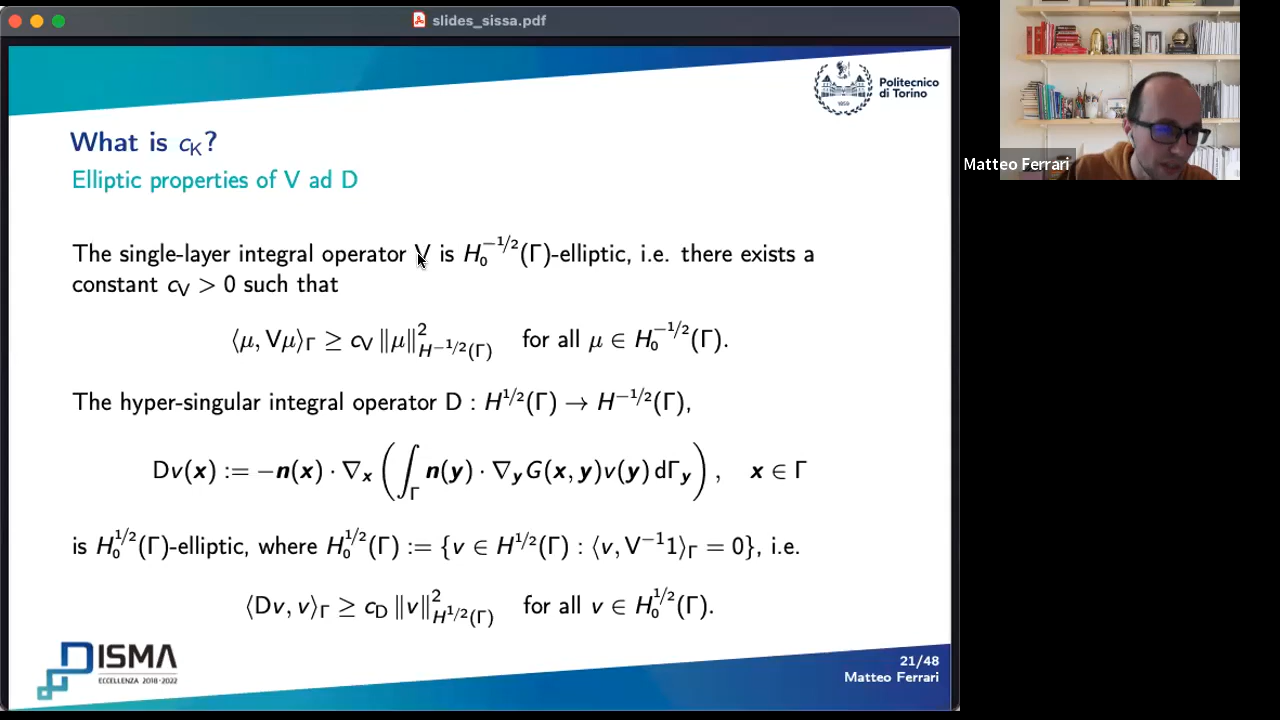 slides_sissa.pdf
Politecnico
di Torino
1859
What is c_K?
Elliptic properties of V ad D
The single-layer integral operator V is H_0^{-1/2}(Γ)-elliptic, i.e. there exists a
constant c_V > 0 such that
⟨μ, Vμ⟩_Γ ≥ c_V ‖μ‖²_{H^{-1/2}(Γ)} for all μ ∈ H_0^{-1/2}(Γ).
The hyper-singular integral operator D : H^{1/2}(Γ) → H^{-1/2}(Γ),
Dv(x) := −n(x) · ∇_x (∫_Γ n(y) · ∇_y G(x, y)v(y) dΓ_y), x ∈ Γ
is H_0^{1/2}(Γ)-elliptic, where H_0^{1/2}(Γ) := {v ∈ H^{1/2}(Γ) : ⟨v, V^{-1}1⟩_Γ = 0}, i.e.
⟨Dv, v⟩_Γ ≥ c_D ‖v‖²_{H^{1/2}(Γ)} for all v ∈ H_0^{1/2}(Γ).
DISMA
ECCELLENZA 2018-2022
21/48
Matteo Ferrari
Matteo Ferrari